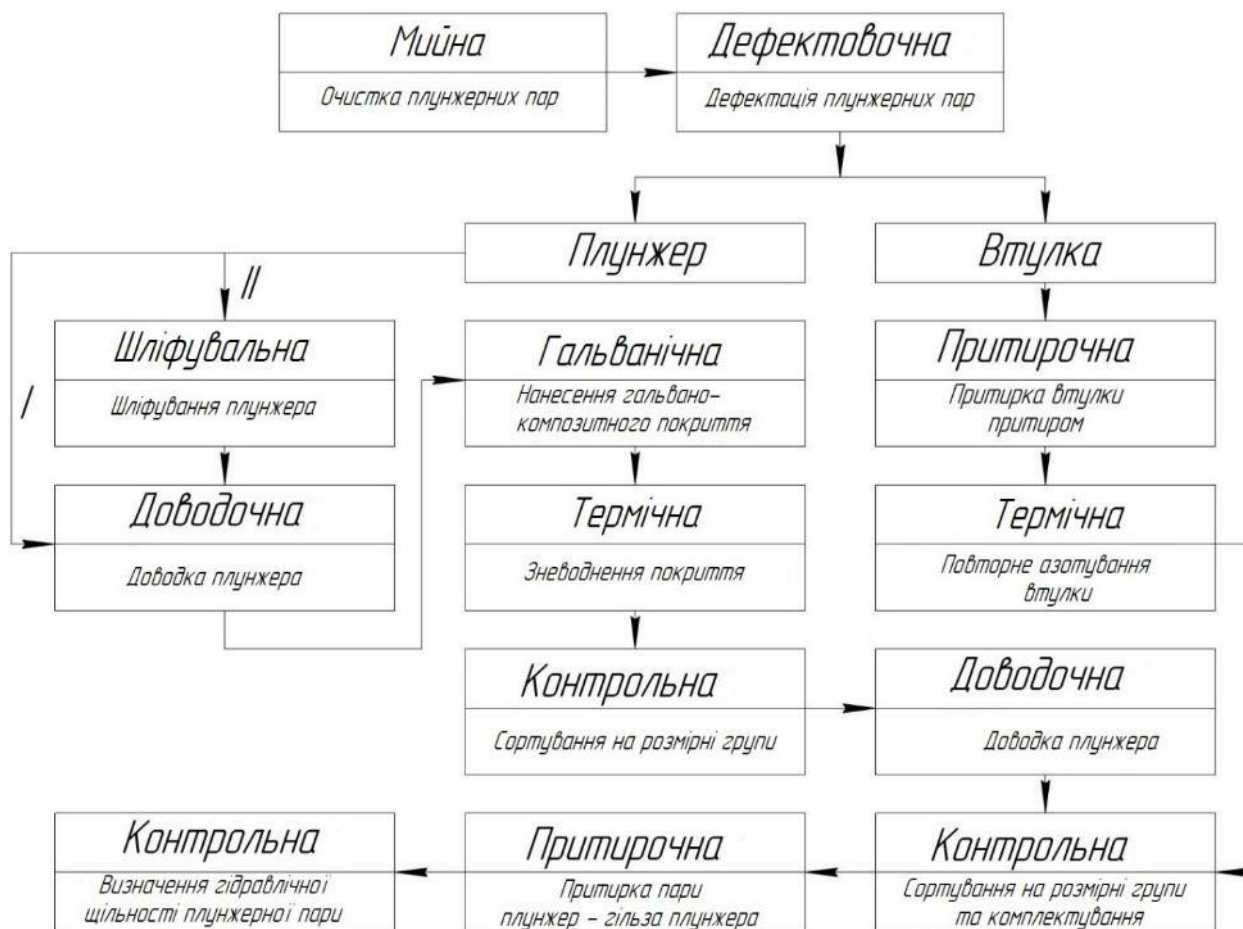 Мийна
Очистка плунжерних пар
Дефектовочна
Дефектація плунжерних пар
Плунжер
Втулка
II
I
Шліфувальна
Шліфування плунжера
Гальванічна
Нанесення гальвано-
композитного покриття
Притирочна
Притирка втулки
притиром
Доводочна
Доводка плунжера
Термічна
Зневоднення покриття
Термічна
Повторне азотування
втулки
Контрольна
Сортування на розмірні групи
Доводочна
Доводка плунжера
Контрольна
Визначення гідравлічної
щільності плунжерної пари
Притирочна
Притирка пари
плунжер - гільза плунжера
Контрольна
Сортування на розмірні групи
та комплектування